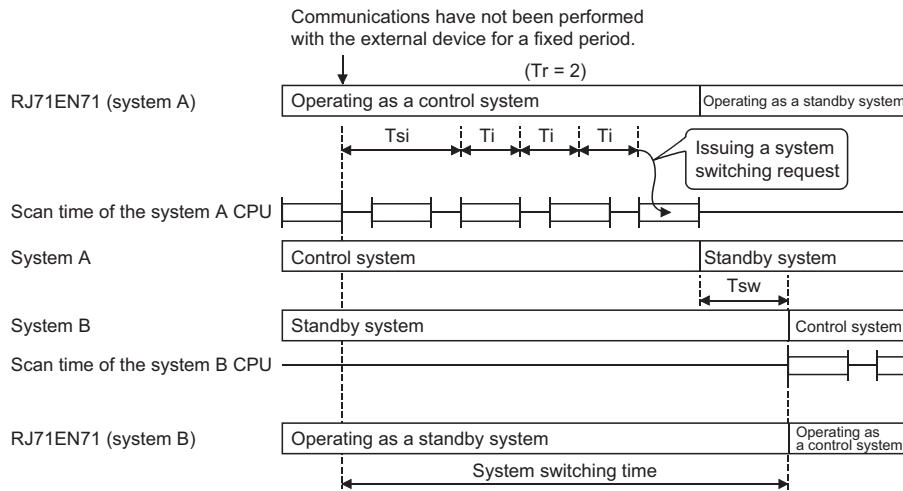 Communications have not been performed
with the external device for a fixed period.
(Tr = 2)
RJ71EN71 (system A)
Operating as a control system
Operating as a standby system
Tsi
Ti
Ti
Ti
Issuing a system
switching request
Scan time of the system A CPU
System A
Control system
Standby system
Tsw
System B
Standby system
Control system
Scan time of the system B CPU
RJ71EN71 (system B)
Operating as a standby system
Operating as
a control system
System switching time